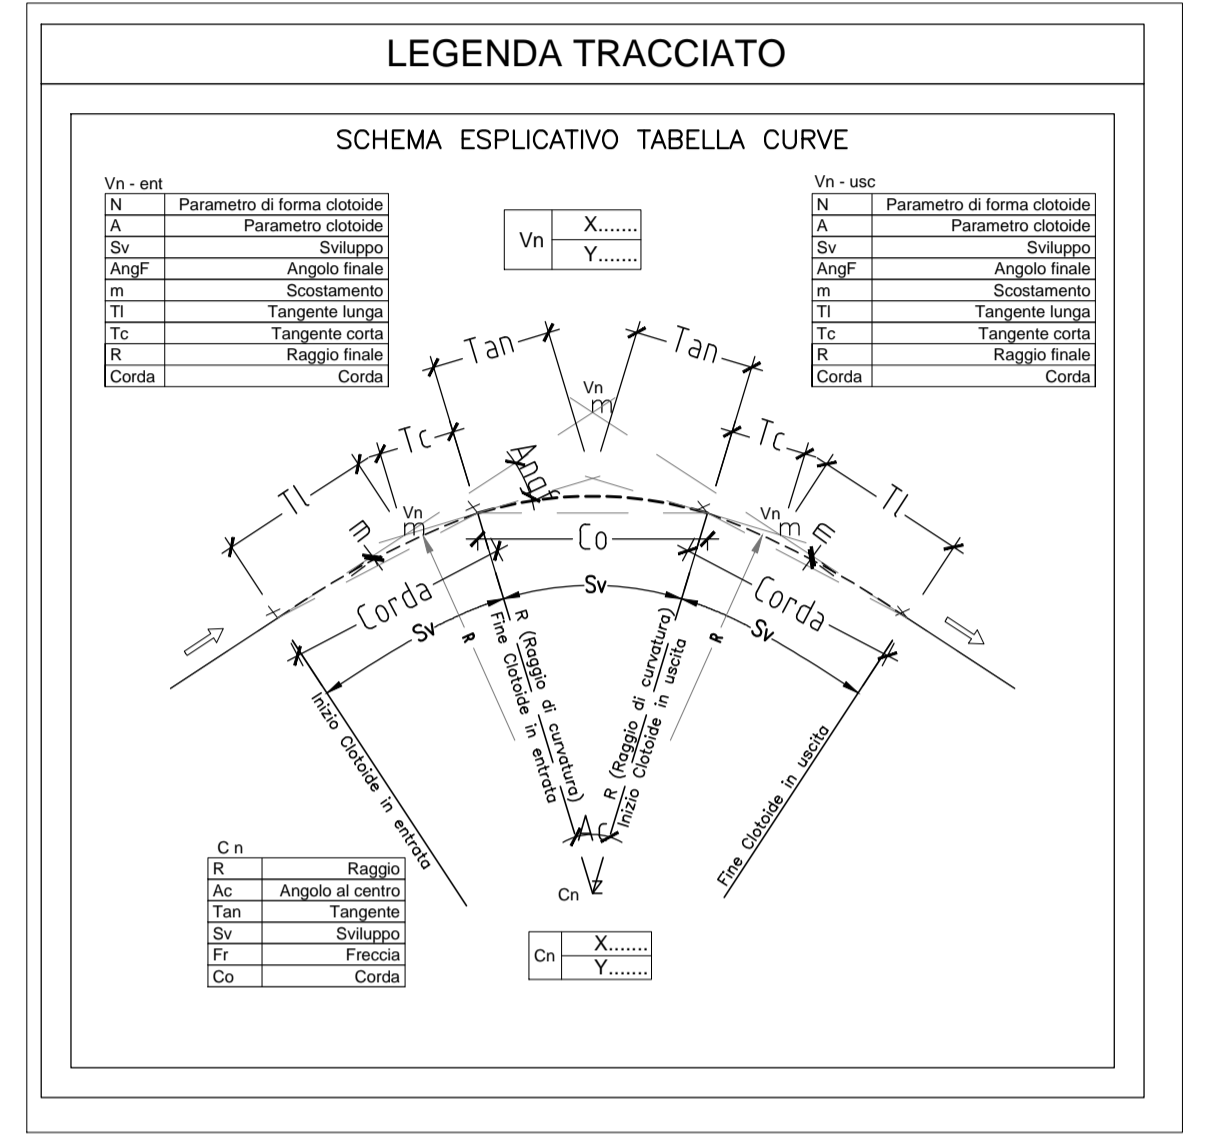 LEGENDA TRACCIATO
SCHEMA ESPLICATIVO TABELLA CURVE
Vn - ent
N Parametro di forma clotoide
A Parametro clotoide
Sv Sviluppo
AngF Angolo finale
m Scostamento
Tl Tangente lunga
Tc Tangente corta
R Raggio finale
Corda Corda
Vn X.......
Y.......
Vn - usc
N Parametro di forma clotoide
A Parametro clotoide
Sv Sviluppo
AngF Angolo finale
m Scostamento
Tl Tangente lunga
Tc Tangente corta
R Raggio finale
Corda Corda
Tan
Tan
Vn
m
Tc
Tc
AngF
Tl
Tl
m
Vn
m
Vn
m
m
Co
Corda
Sv
Corda
Sv
R
R (Raggio di curvatura)
Fine Clotoide in entrata
R (Raggio di curvatura)
Inizio Clotoide in uscita
R
Sv
Inizio Clotoide in entrata
Fine Clotoide in uscita
Ac
Cn
Z
C n
R Raggio
Ac Angolo al centro
Tan Tangente
Sv Sviluppo
Fr Freccia
Co Corda
Cn X.......
Y.......